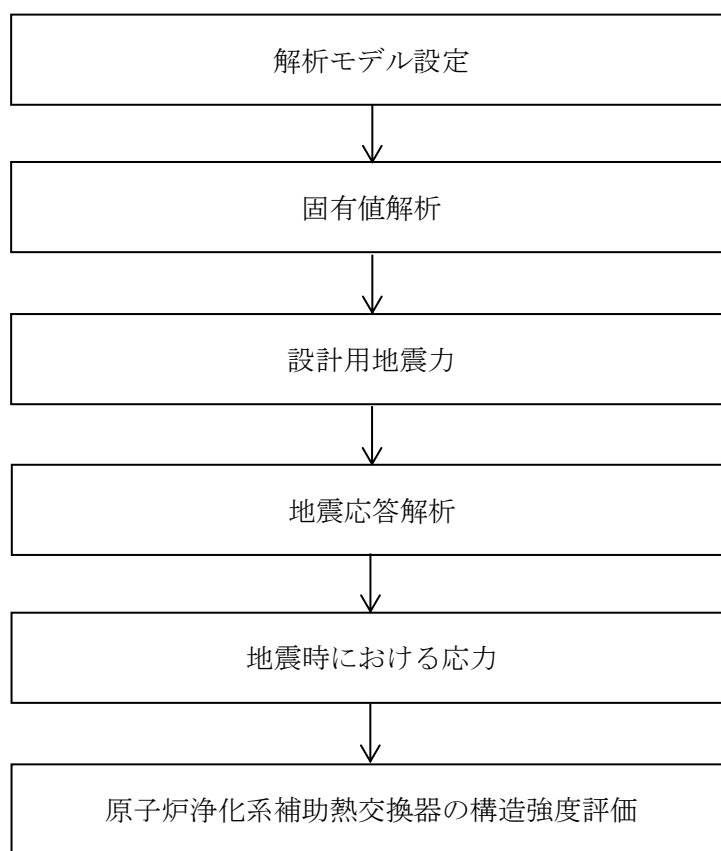 解析モデル設定
固有値解析
設計用地震力
地震応答解析
地震時における応力
原子炉浄化系補助熱交換器の構造強度評価